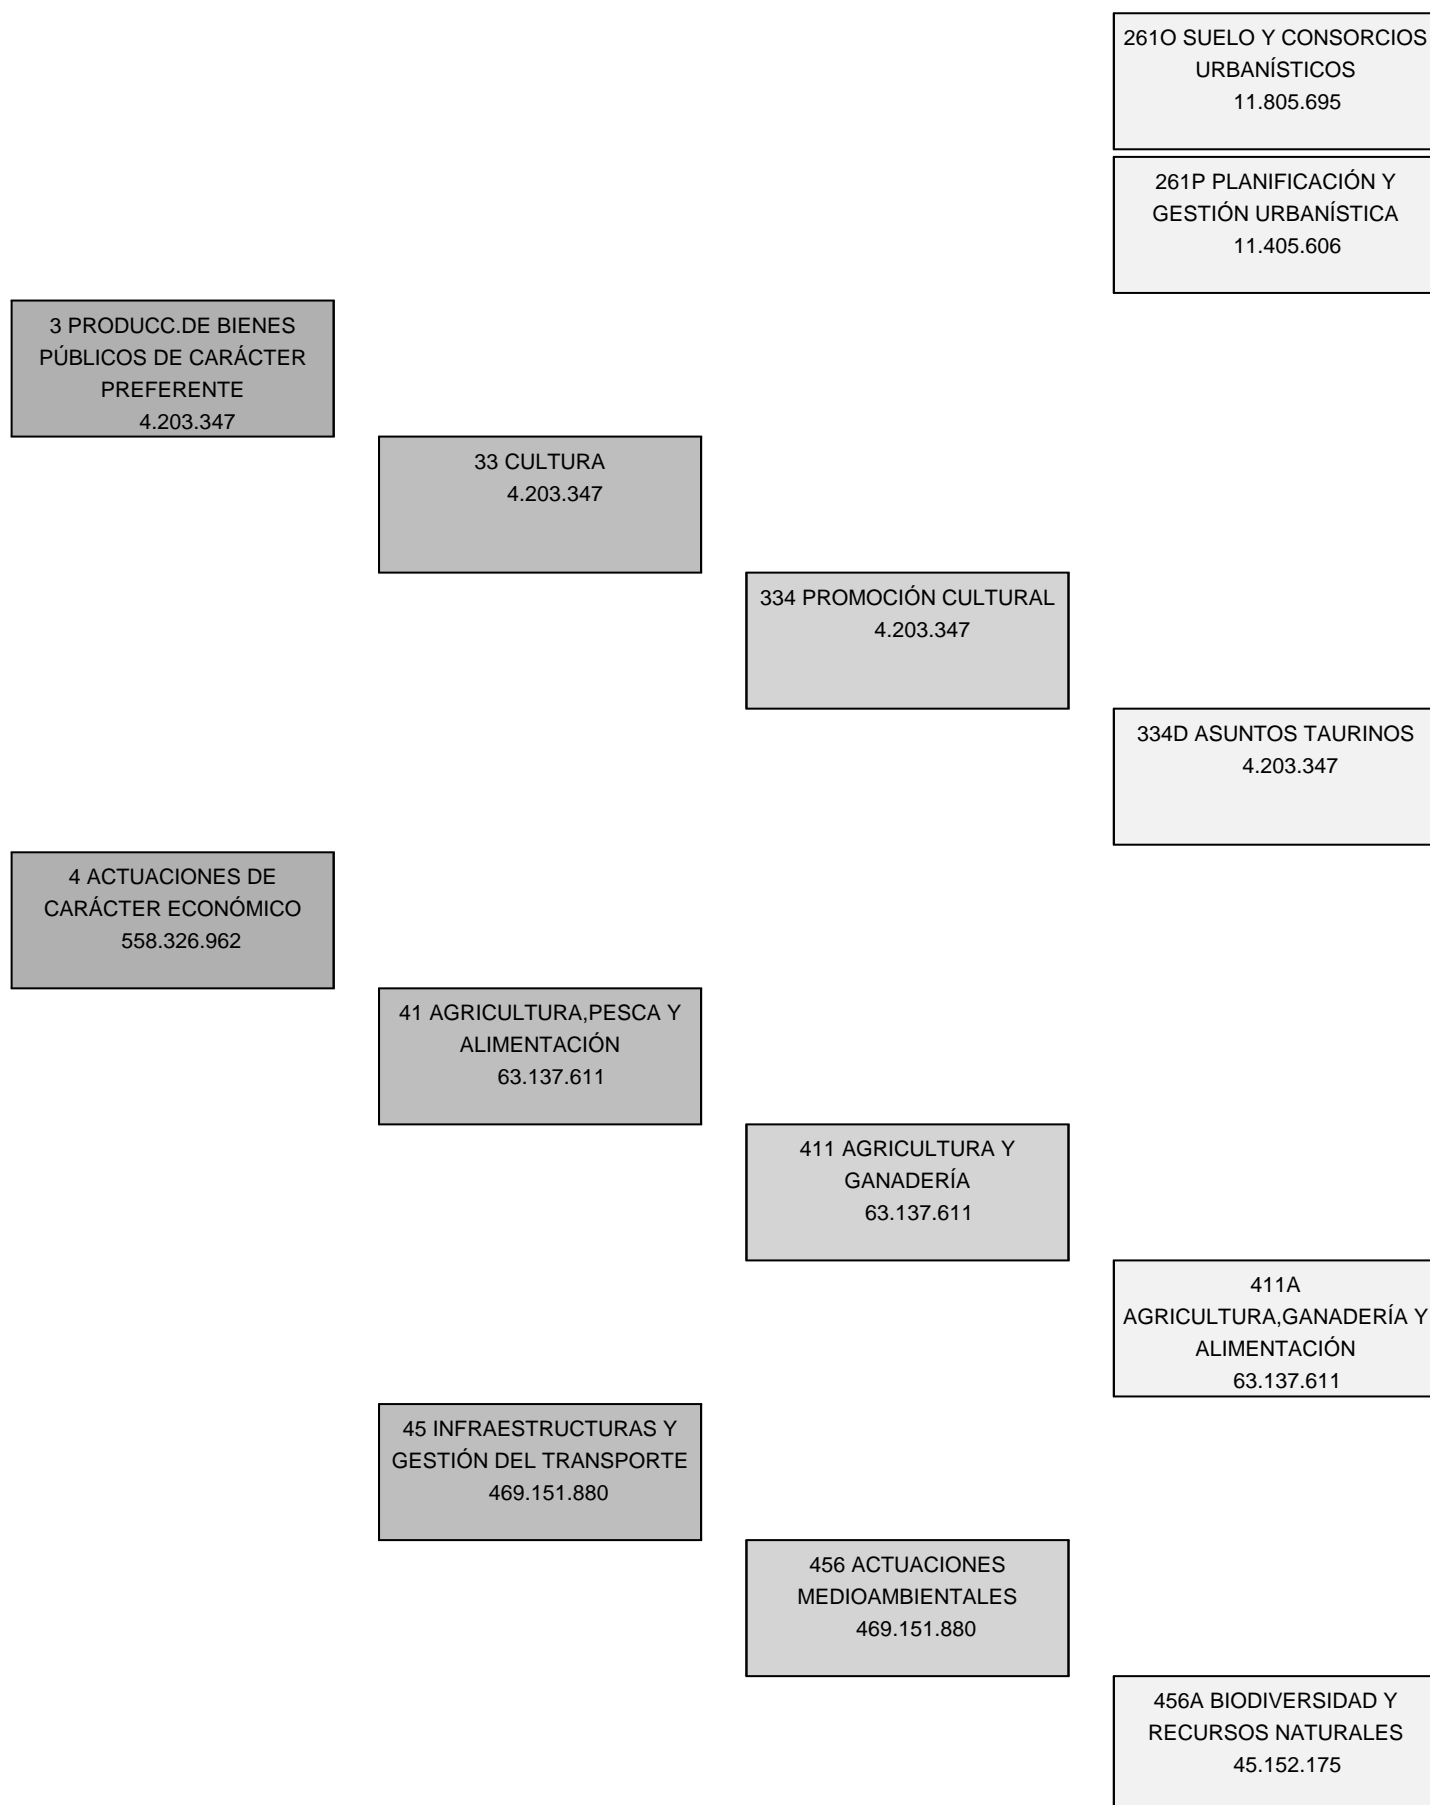 261O SUELO Y CONSORCIOS
URBANÍSTICOS
11.805.695
261P PLANIFICACIÓN Y
GESTIÓN URBANÍSTICA
11.405.606
3 PRODUCC.DE BIENES
PÚBLICOS DE CARÁCTER
PREFERENTE
4.203.347
33 CULTURA
4.203.347
334 PROMOCIÓN CULTURAL
4.203.347
334D ASUNTOS TAURINOS
4.203.347
4 ACTUACIONES DE
CARÁCTER ECONÓMICO
558.326.962
41 AGRICULTURA,PESCA Y
ALIMENTACIÓN
63.137.611
411 AGRICULTURA Y
GANADERÍA
63.137.611
411A
AGRICULTURA,GANADERÍA Y
ALIMENTACIÓN
63.137.611
45 INFRAESTRUCTURAS Y
GESTIÓN DEL TRANSPORTE
469.151.880
456 ACTUACIONES
MEDIOAMBIENTALES
469.151.880
456A BIODIVERSIDAD Y
RECURSOS NATURALES
45.152.175